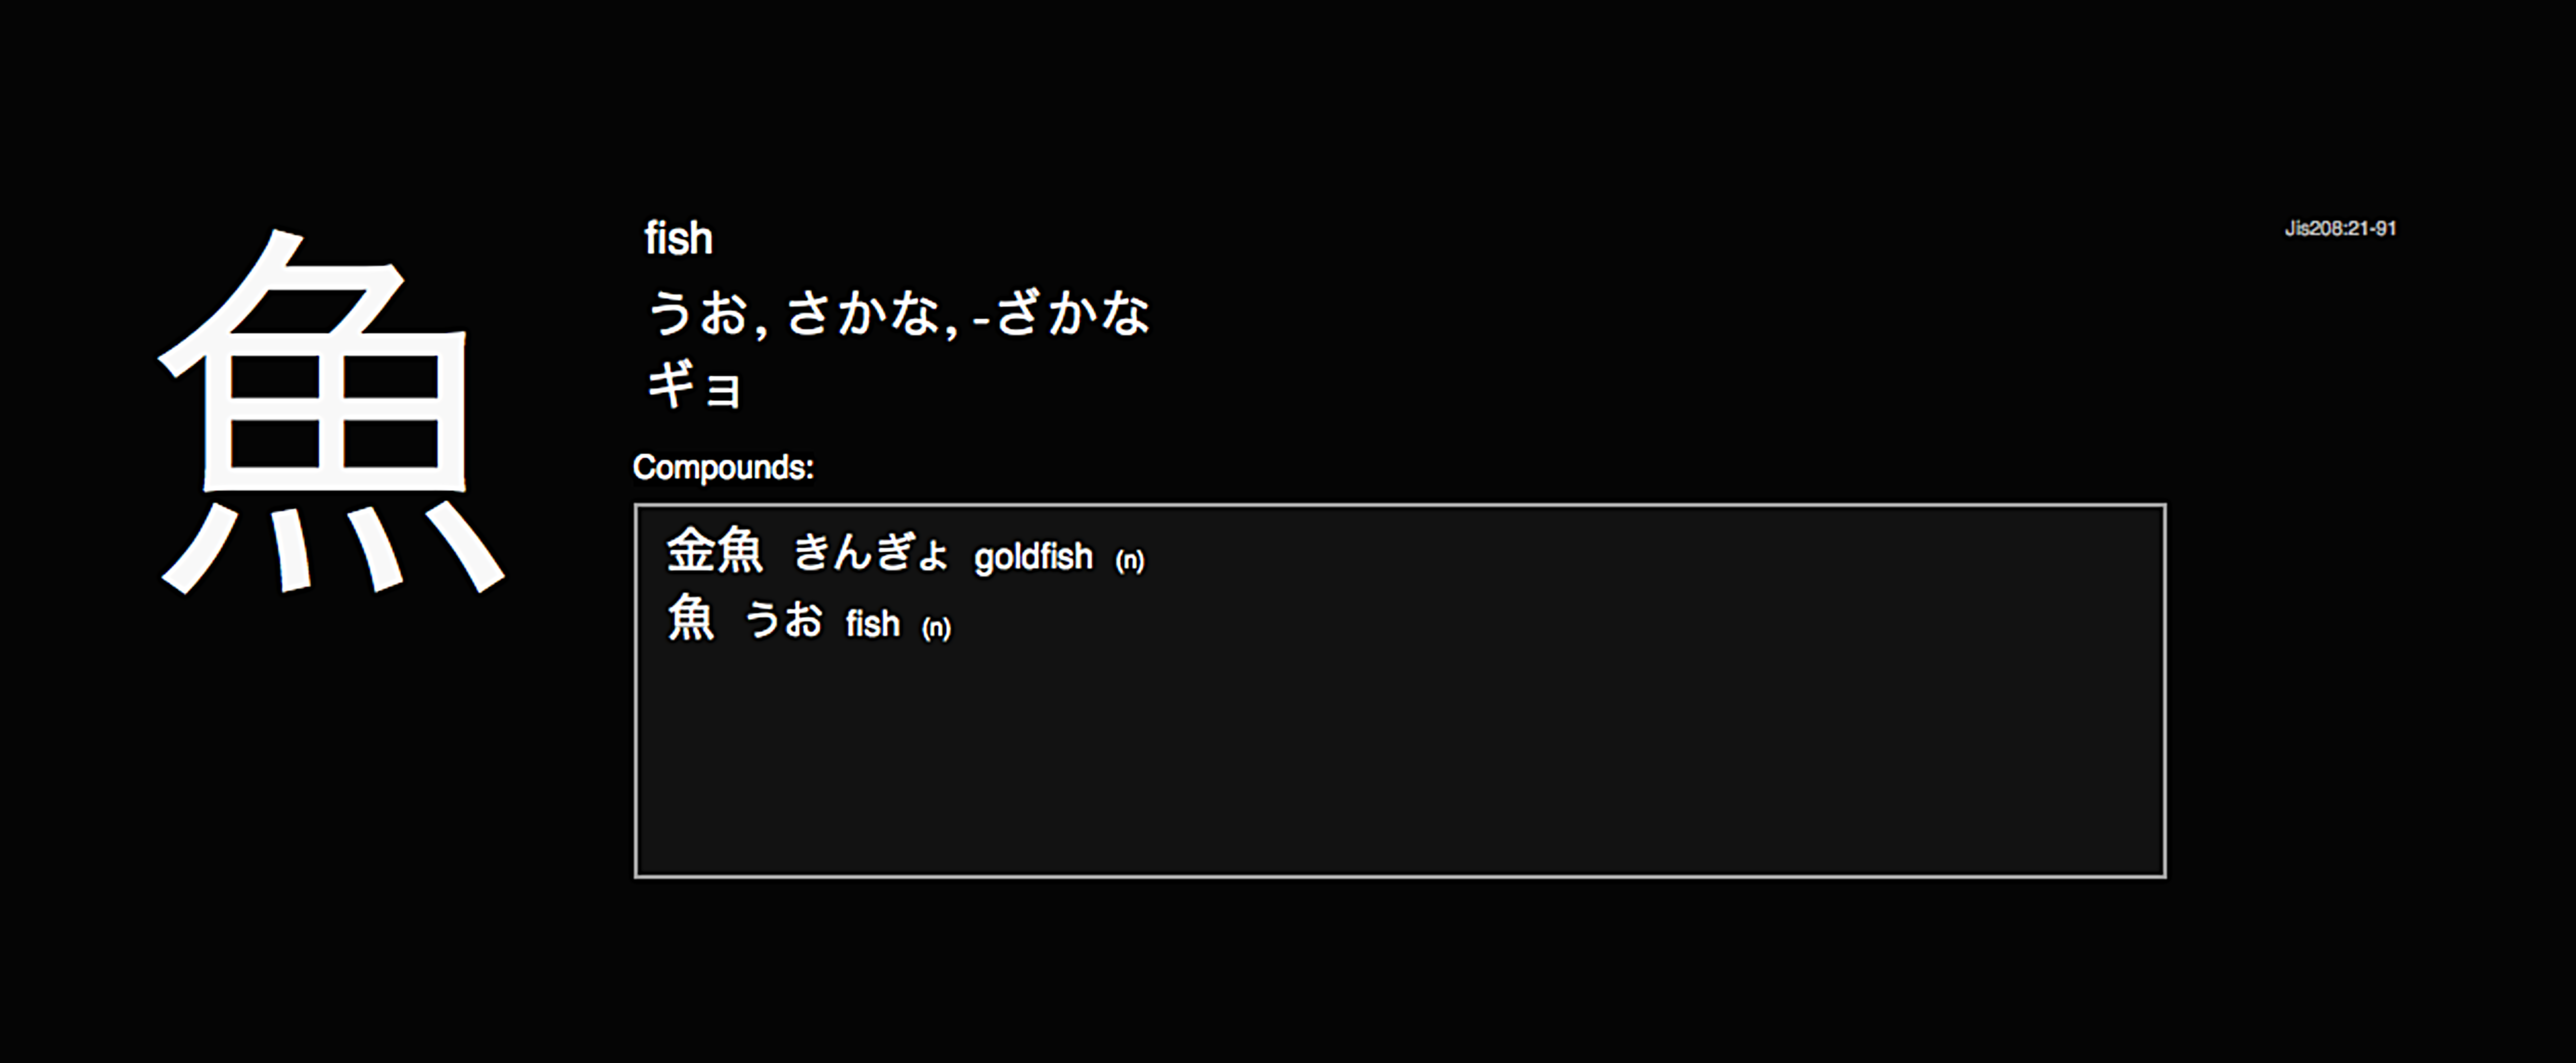 魚
fish
うお, さかな, -ざかな
ギョ
Jis208:21-91
Compounds:
金魚 きんぎょ goldfish (n)
魚 うお fish (n)